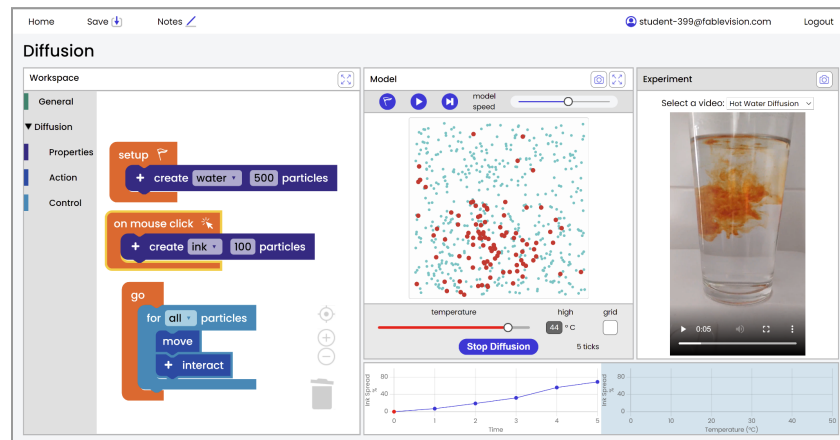 Home Save Notes student-399@fablevision.com Logout
Diffusion
Workspace
General
Diffusion
Properties
Action
Control
setup
+ create water 500 particles
on mouse click
+ create ink 100 particles
go
for all particles
move
+ interact
Model
model
speed
temperature high grid
44 °C
Stop Diffusion 5 ticks
Experiment
Select a video: Hot Water Diffusion
0:05
Ink Spread
%
80
40
0
0 1 2 3 4 5
Time
Ink Spread
%
80
40
0
0 10 20 30 40 50
Temperature (°C)